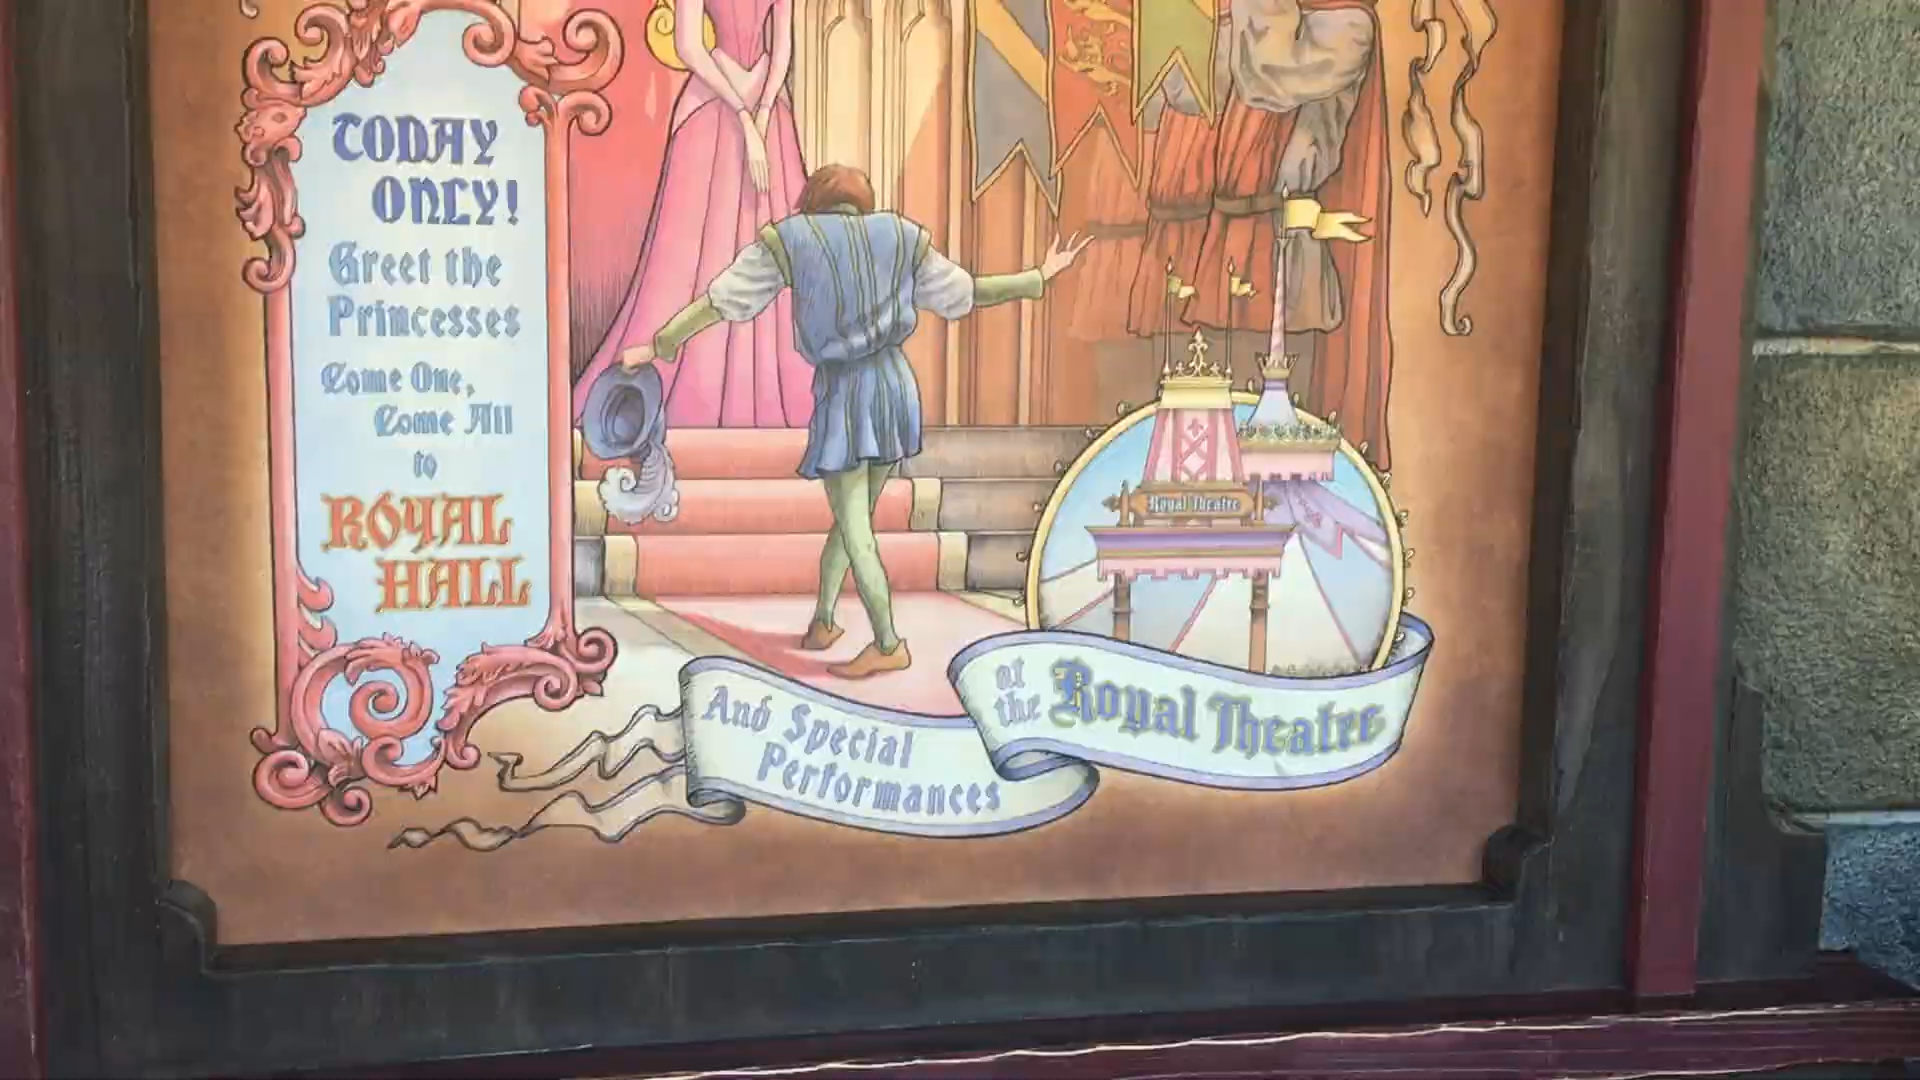 TODAY
ONLY!
Greet the
Princesses
Come One,
Come All
to
ROYAL
HALL
Royal Theatre
And Special
Performances
at
the Royal Theatre